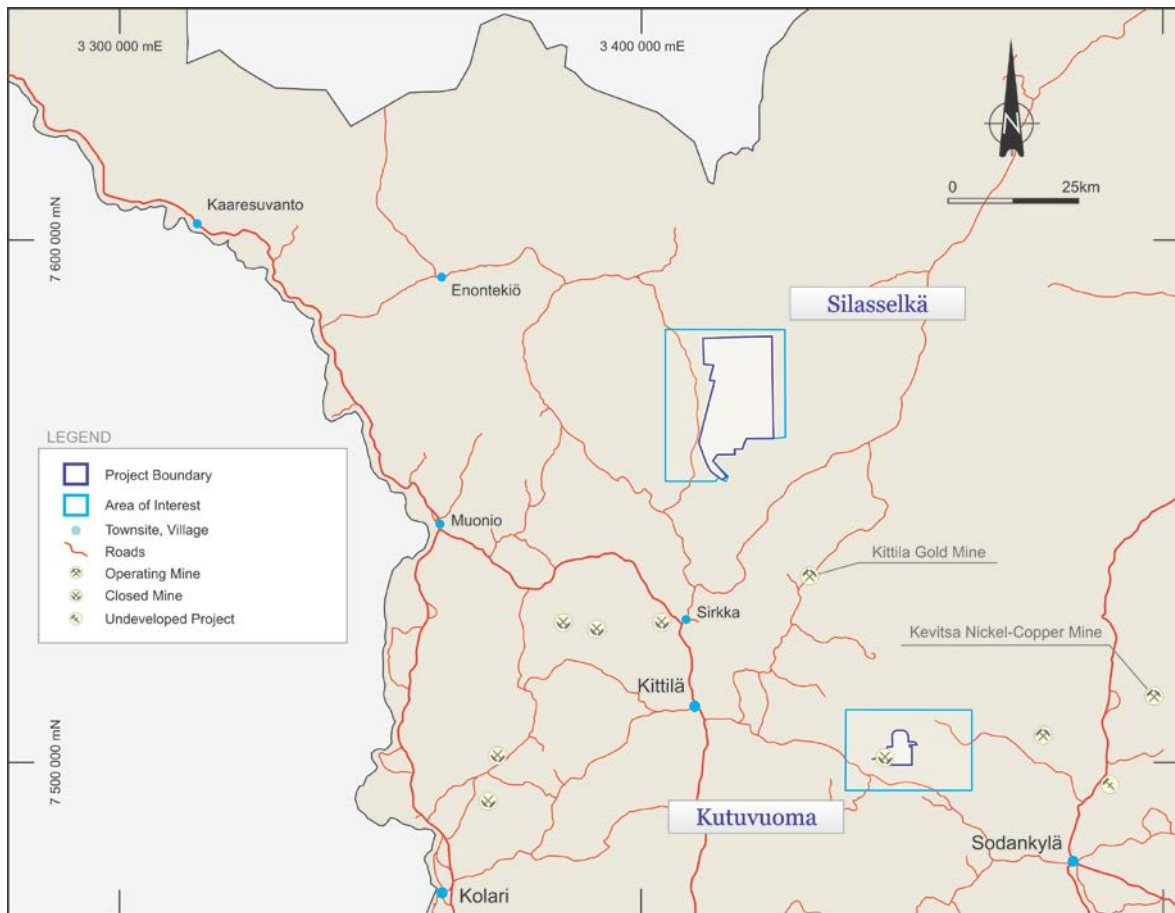 3 300 000 mE
3 400 000 mE
N
0 25km
Kaaresuvanto
7 600 000 mN
Enontekiö
Silasselkä
LEGEND
Project Boundary
Area of Interest
Townsite, Village
Roads
Operating Mine
Closed Mine
Undeveloped Project
Muonio
Kittila Gold Mine
Sirkka
Kevitsa Nickel-Copper Mine
Kittilä
7 500 000 mN
Kutuvuoma
Sodankylä
Kolari